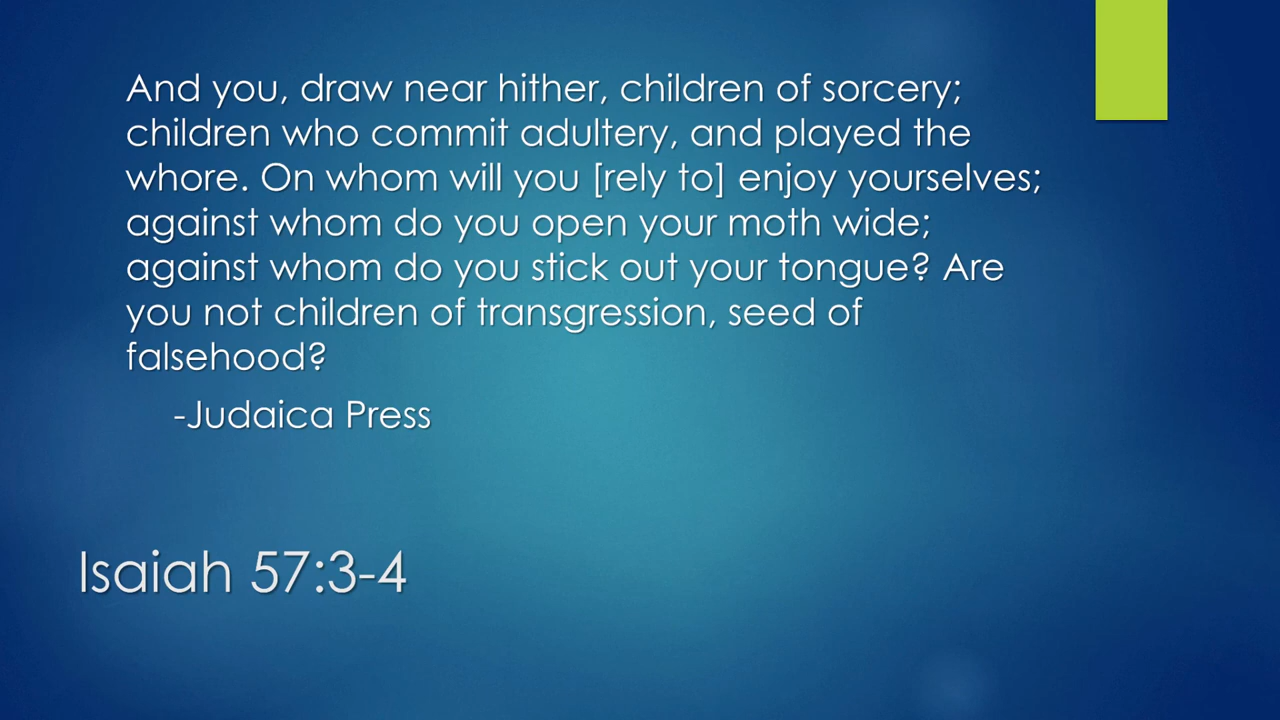 And you, draw near hither, children of sorcery;
children who commit adultery, and played the
whore. On whom will you [rely to] enjoy yourselves;
against whom do you open your moth wide;
against whom do you stick out your tongue? Are
you not children of transgression, seed of
falsehood?
-Judaica Press
Isaiah 57:3-4